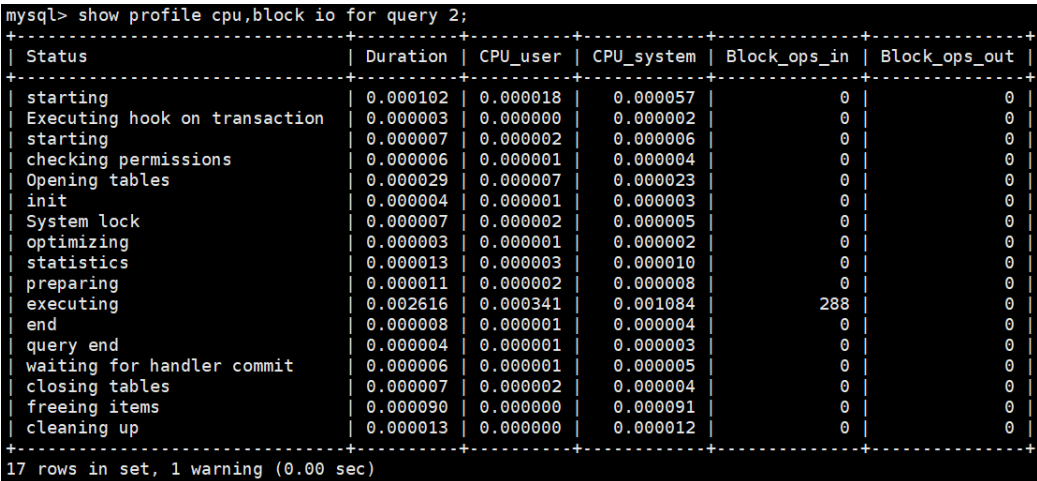 mysql> show profile cpu,block io for query 2;
+--------------------------------+----------+----------+------------+--------------+---------------+
| Status                         | Duration | CPU_user | CPU_system | Block_ops_in | Block_ops_out |
+--------------------------------+----------+----------+------------+--------------+---------------+
| starting                       | 0.000102 | 0.000018 |   0.000057 |            0 |             0 |
| Executing hook on transaction  | 0.000003 | 0.000000 |   0.000002 |            0 |             0 |
| starting                       | 0.000007 | 0.000002 |   0.000006 |            0 |             0 |
| checking permissions           | 0.000006 | 0.000001 |   0.000004 |            0 |             0 |
| Opening tables                 | 0.000029 | 0.000007 |   0.000023 |            0 |             0 |
| init                           | 0.000004 | 0.000001 |   0.000003 |            0 |             0 |
| System lock                    | 0.000007 | 0.000002 |   0.000005 |            0 |             0 |
| optimizing                     | 0.000003 | 0.000001 |   0.000002 |            0 |             0 |
| statistics                     | 0.000013 | 0.000003 |   0.000010 |            0 |             0 |
| preparing                      | 0.000011 | 0.000002 |   0.000008 |            0 |             0 |
| executing                      | 0.002616 | 0.000341 |   0.001084 |          288 |             0 |
| end                            | 0.000008 | 0.000001 |   0.000004 |            0 |             0 |
| query end                      | 0.000004 | 0.000001 |   0.000003 |            0 |             0 |
| waiting for handler commit     | 0.000006 | 0.000001 |   0.000005 |            0 |             0 |
| closing tables                 | 0.000007 | 0.000002 |   0.000004 |            0 |             0 |
| freeing items                  | 0.000090 | 0.000000 |   0.000091 |            0 |             0 |
| cleaning up                    | 0.000013 | 0.000000 |   0.000012 |            0 |             0 |
+--------------------------------+----------+----------+------------+--------------+---------------+
17 rows in set, 1 warning (0.00 sec)